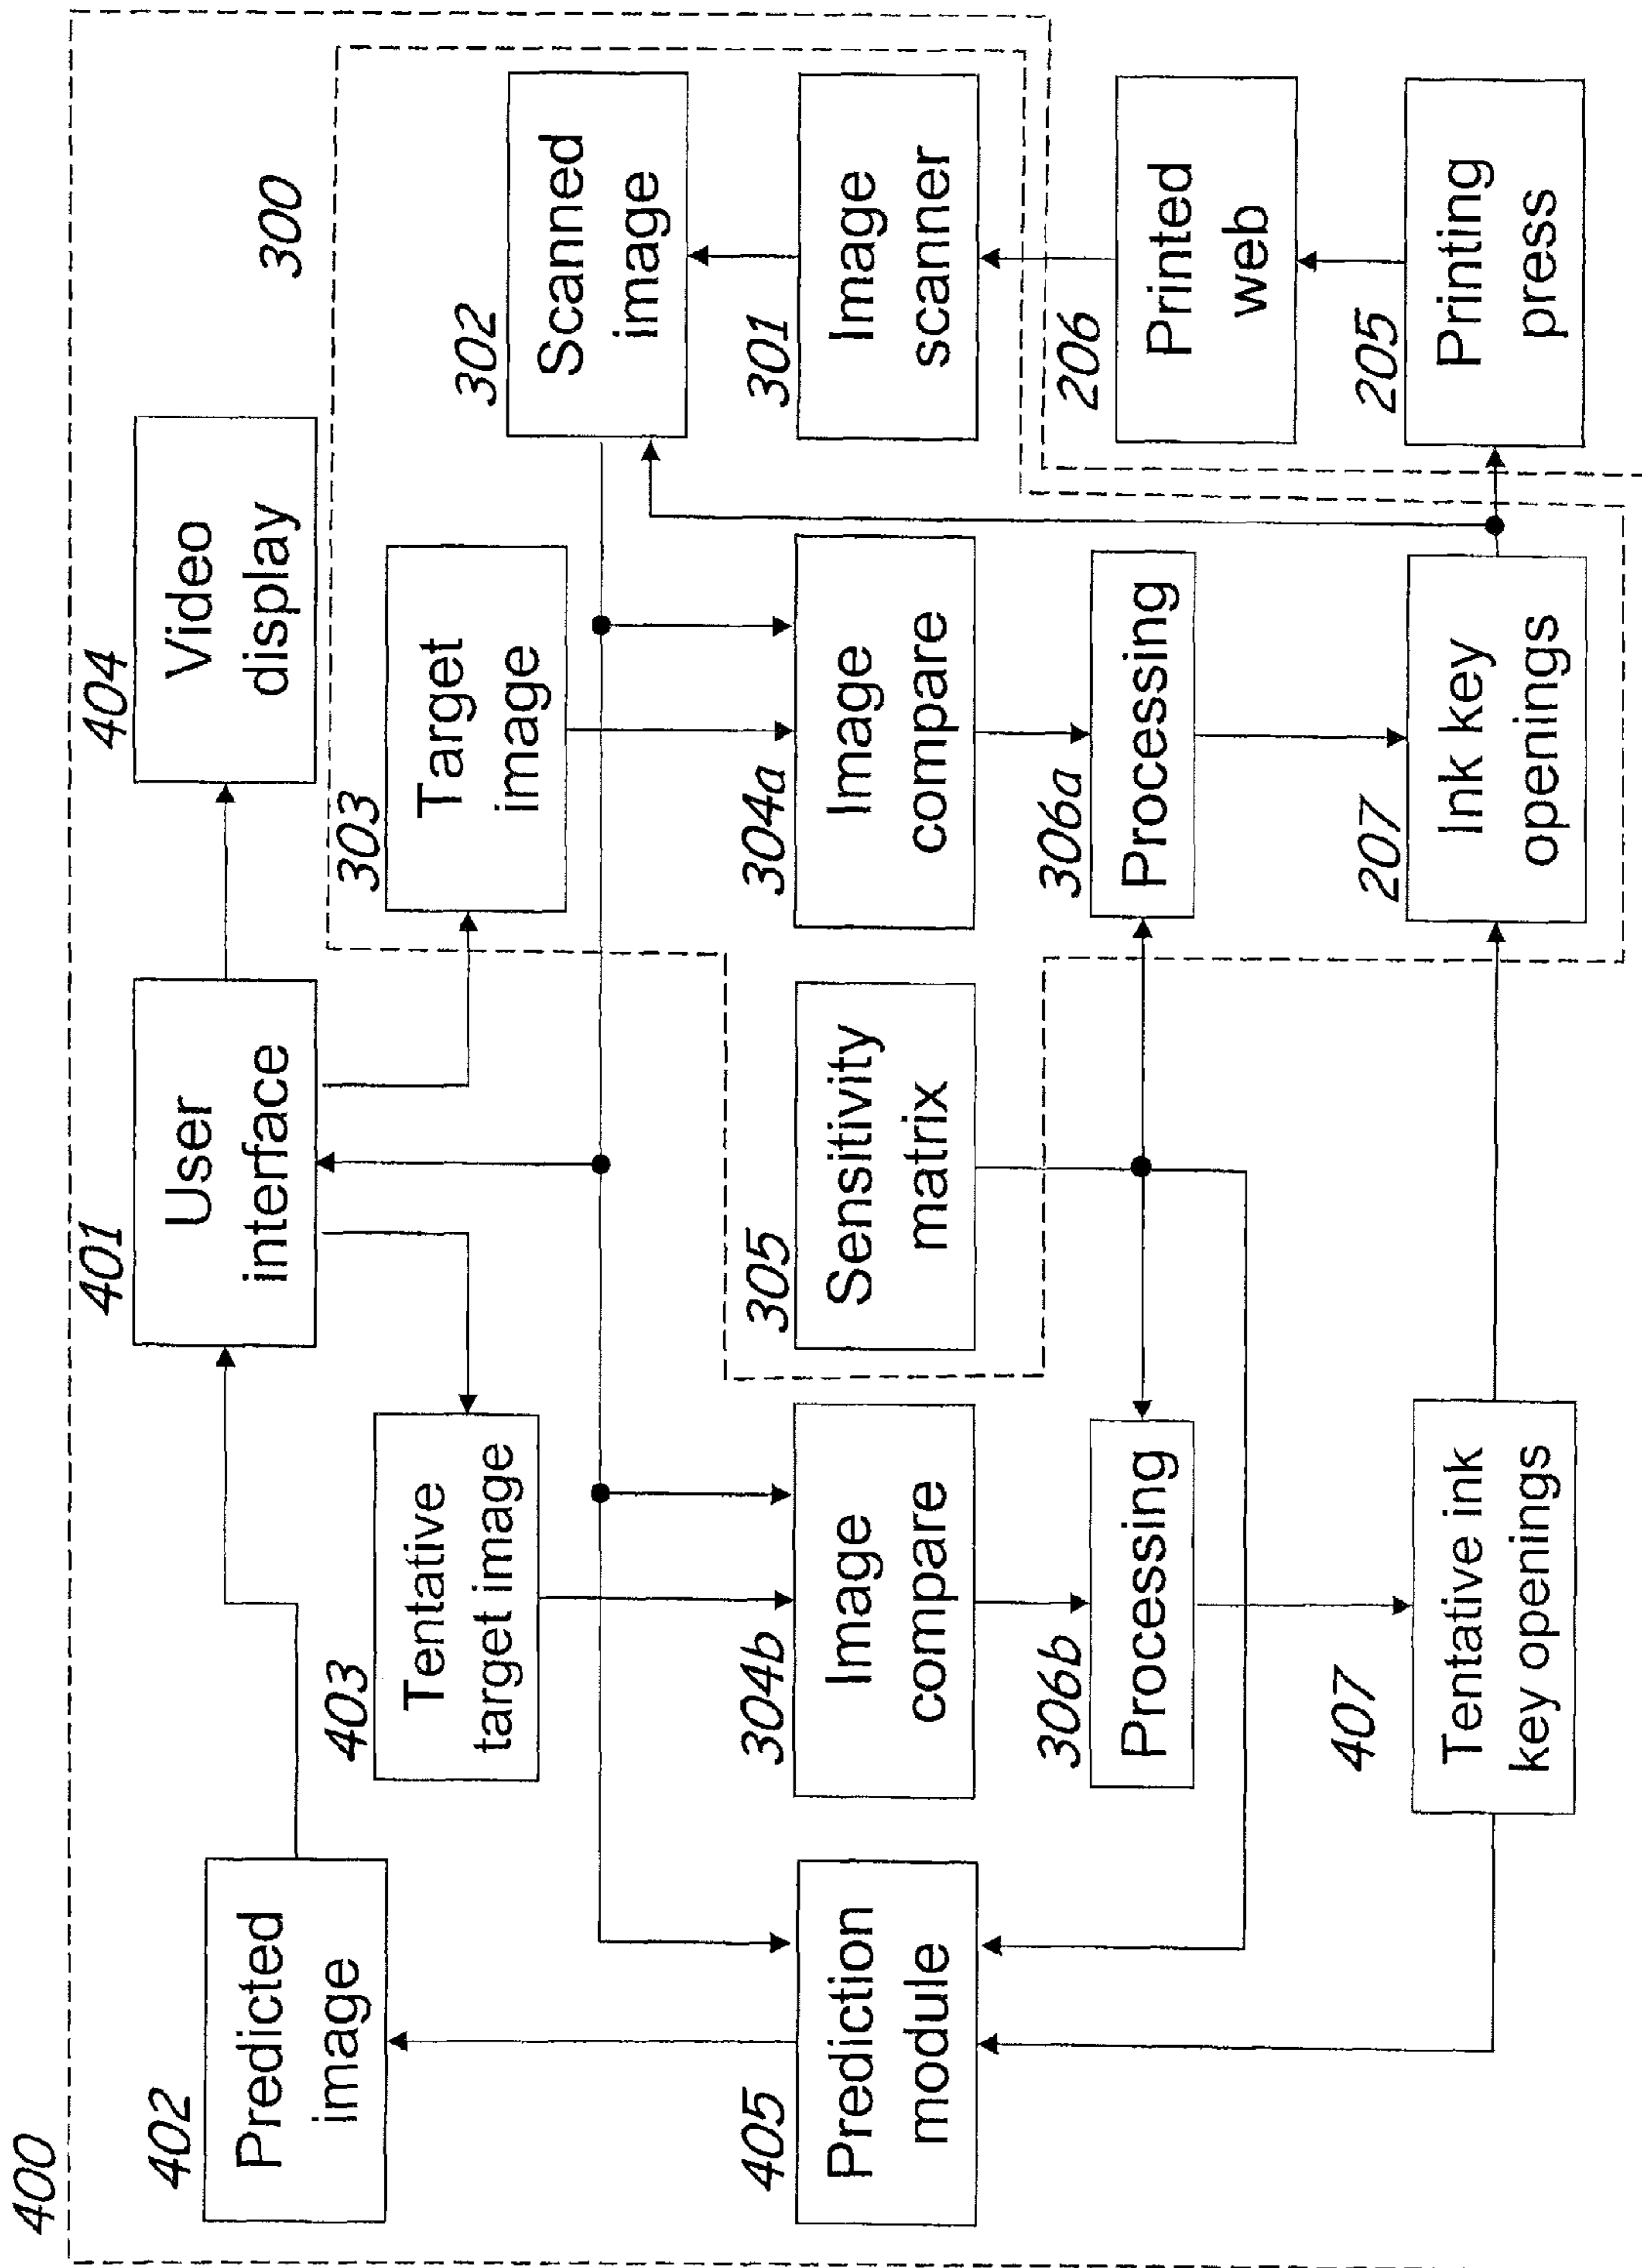 400
402
Predicted
image
401
User
interface
404
Video
display
300
403
Tentative
target image
303
Target
image
302
Scanned
image
405
Prediction
module
304b
Image
compare
305
Sensitivity
matrix
304a
Image
compare
301
Image
scanner
306b
Processing
306a
Processing
206
Printed
web
407
Tentative ink
key openings
207
Ink key
openings
205
Printing
press